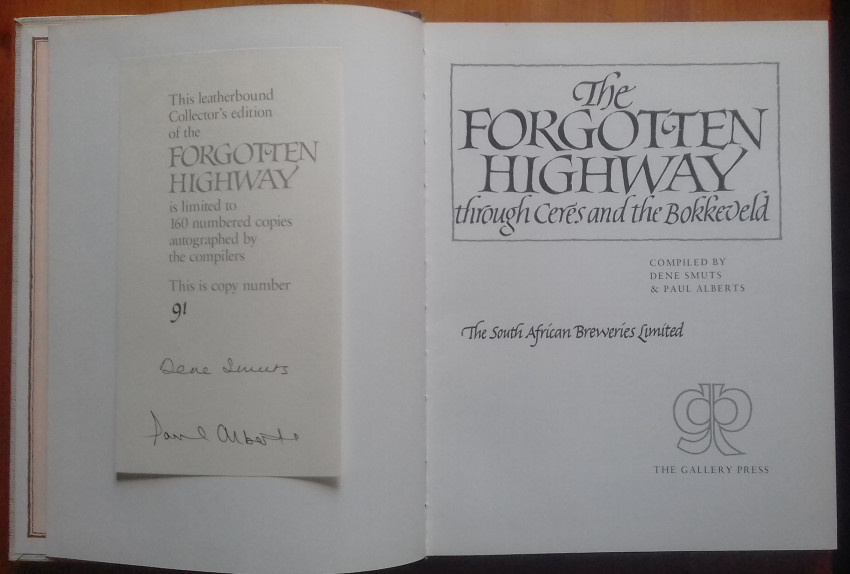 This leatherbound
Collector's edition
of the
FORGOTTEN
HIGHWAY
is limited to
160 numbered copies
autographed by
the compilers
This is copy number
91
Dene Smuts
Paul Alberts
The
FORGOTTEN
HIGHWAY
through Ceres and the Bokkeveld
COMPILED BY
DENE SMUTS
& PAUL ALBERTS
The South African Breweries Limited
gp
THE GALLERY PRESS